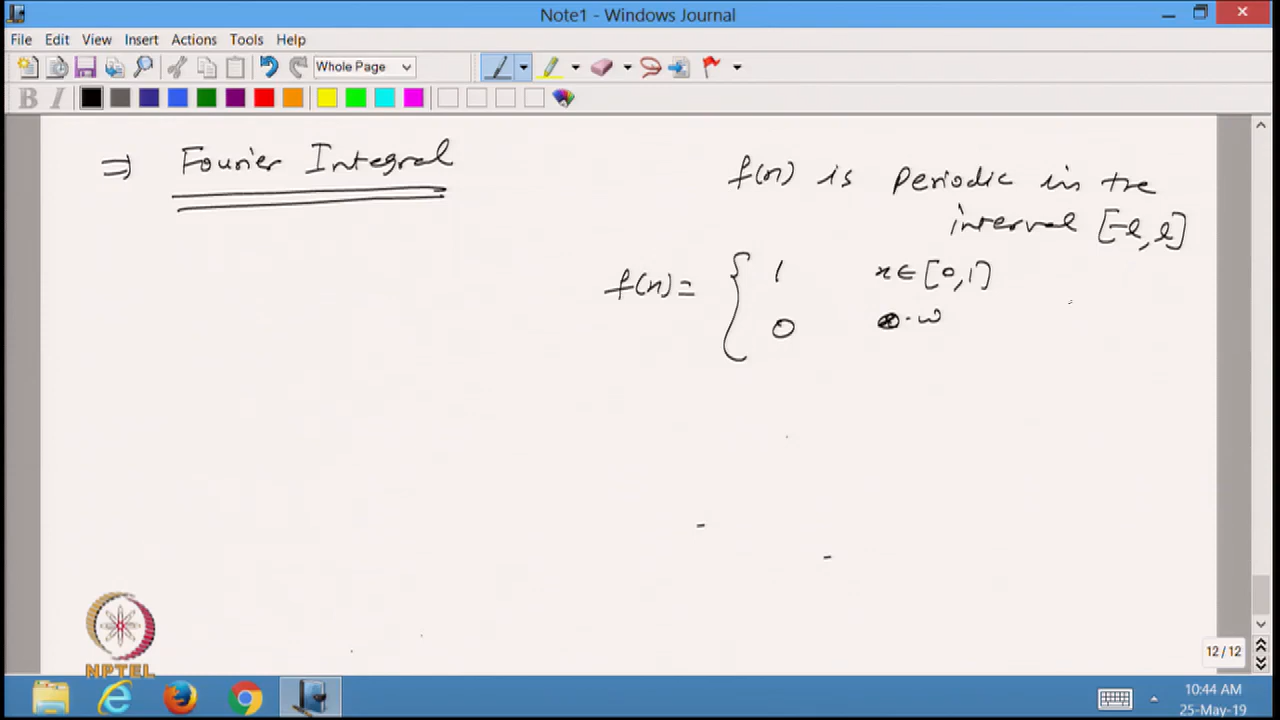 Note1 - Windows Journal
File Edit View Insert Actions Tools Help
Whole Page
B I
⇒ Fourier Integral
f(x) is Periodic in the
interval [-l, l]
f(x) = { 1 x ∈ [0,1]
0 o.w
NPTEL
12 / 12
10:44 AM
25-May-19